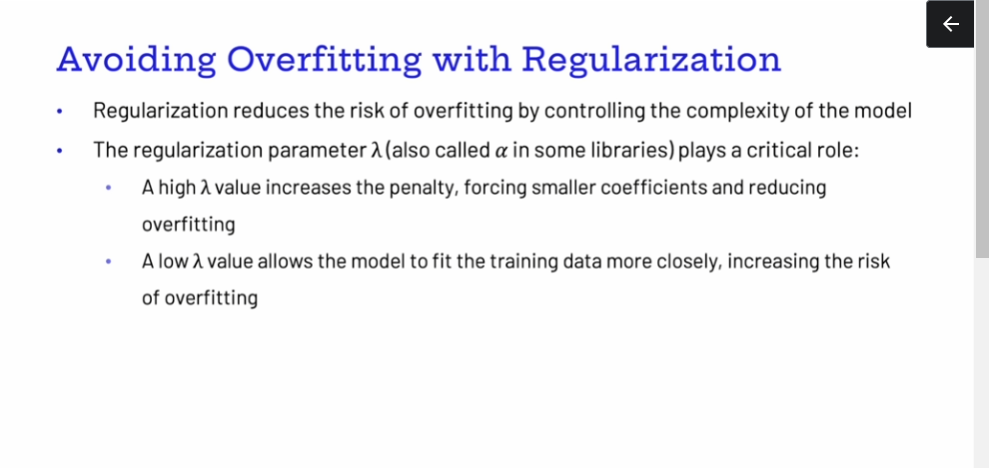 Avoiding Overfitting with Regularization
• Regularization reduces the risk of overfitting by controlling the complexity of the model
• The regularization parameter λ (also called α in some libraries) plays a critical role:
• A high λ value increases the penalty, forcing smaller coefficients and reducing
overfitting
• A low λ value allows the model to fit the training data more closely, increasing the risk
of overfitting